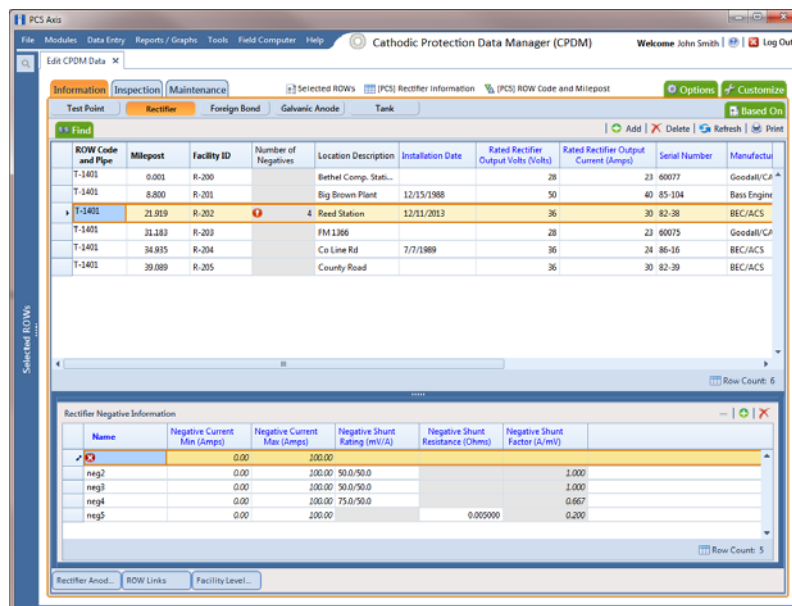 PCS Axis
File Modules Data Entry Reports / Graphs Tools Field Computer Help Cathodic Protection Data Manager (CPDM) Welcome John Smith | | Log Out
Edit CPDM Data
Information Inspection Maintenance Selected ROWs [PCS] Rectifier Information [PCS] ROW Code and Milepost Options Customize
Test Point Rectifier Foreign Bond Galvanic Anode Tank Based On
Find | Add | Delete | Refresh | Print
ROW Code and Pipe Milepost Facility ID Number of Negatives Location Description Installation Date Rated Rectifier Output Volts (Volts) Rated Rectifier Output Current (Amps) Serial Number Manufactu
T-1401 0.001 R-200 Bethel Comp. Stati... 28 23 60077 Goodall/CA
T-1401 8.800 R-201 Big Brown Plant 12/15/1988 50 40 85-104 Bass Engine
T-1401 21.919 R-202 4 Reed Station 12/11/2013 36 30 82-38 BEC/ACS
T-1401 31.183 R-203 FM 1366 28 23 60075 Goodall/CA
T-1401 34.935 R-204 Co Line Rd 7/7/1989 36 24 86-16 BEC/ACS
T-1401 39.089 R-205 County Road 36 30 82-39 BEC/ACS
Selected ROWs
Row Count: 6
Rectifier Negative Information
Name Negative Current Min (Amps) Negative Current Max (Amps) Negative Shunt Rating (mV/A) Negative Shunt Resistance (Ohms) Negative Shunt Factor (A/mV)
0.00 100.00
neg2 0.00 100.00 50.0/50.0 1.000
neg3 0.00 100.00 50.0/50.0 1.000
neg4 0.00 100.00 75.0/50.0 0.667
neg5 0.00 100.00 0.005000 0.200
Row Count: 5
Rectifier Anod... ROW Links Facility Level...